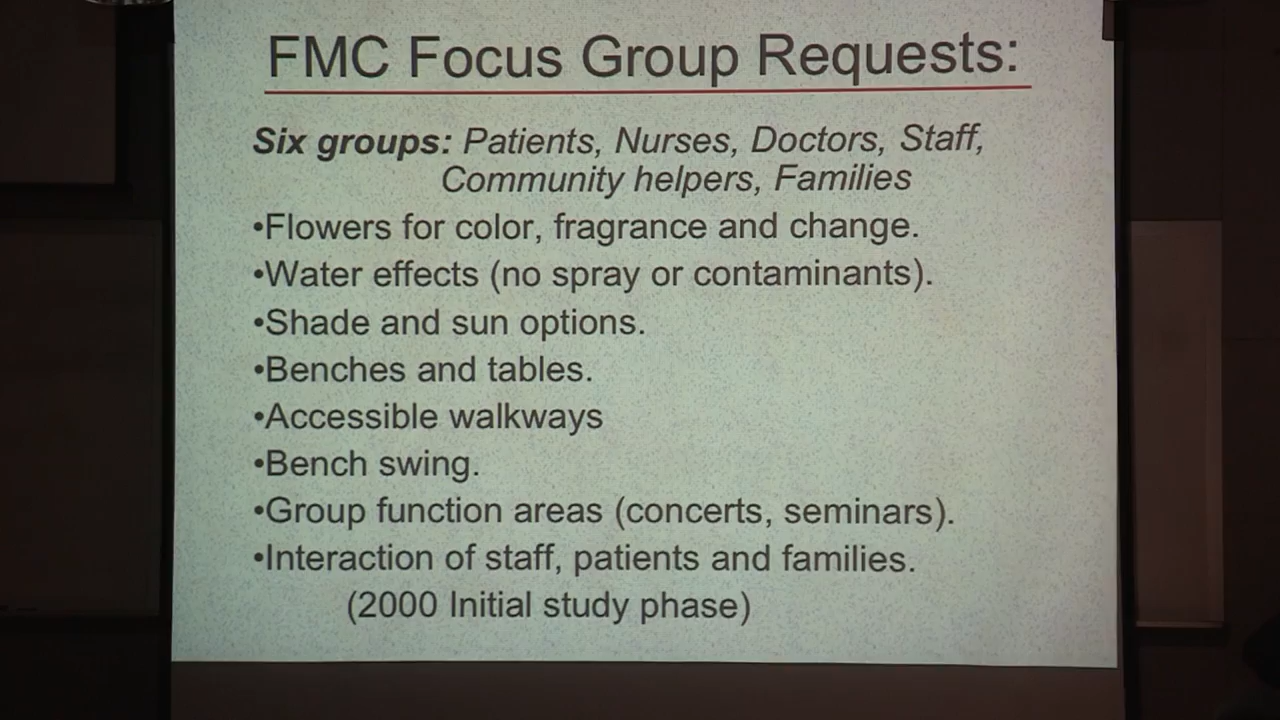 FMC Focus Group Requests:
Six groups: Patients, Nurses, Doctors, Staff,
Community helpers, Families
•Flowers for color, fragrance and change.
•Water effects (no spray or contaminants).
•Shade and sun options.
•Benches and tables.
•Accessible walkways
•Bench swing.
•Group function areas (concerts, seminars).
•Interaction of staff, patients and families.
(2000 Initial study phase)